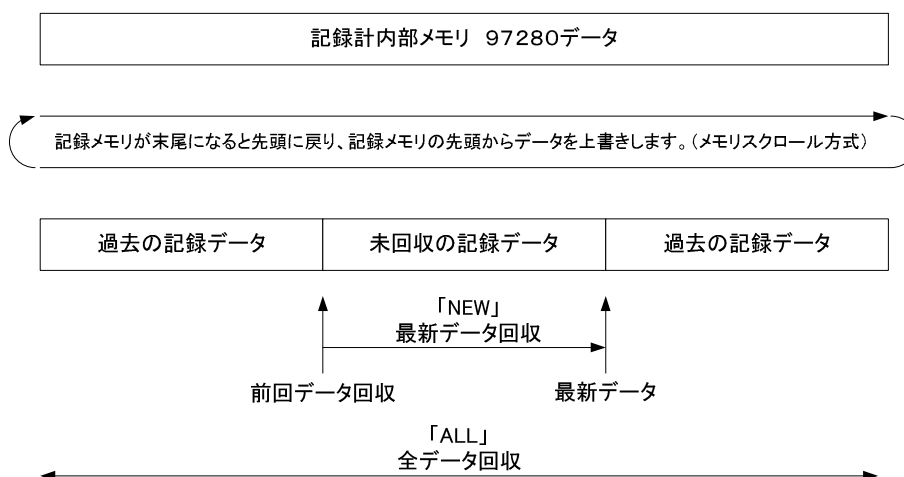 記録計内部メモリ 97280データ
記録メモリが末尾になると先頭に戻り、記録メモリの先頭からデータを上書きします。(メモリスクロール方式)
過去の記録データ 未回収の記録データ 過去の記録データ
「NEW」
最新データ回収
前回データ回収 最新データ
「ALL」
全データ回収